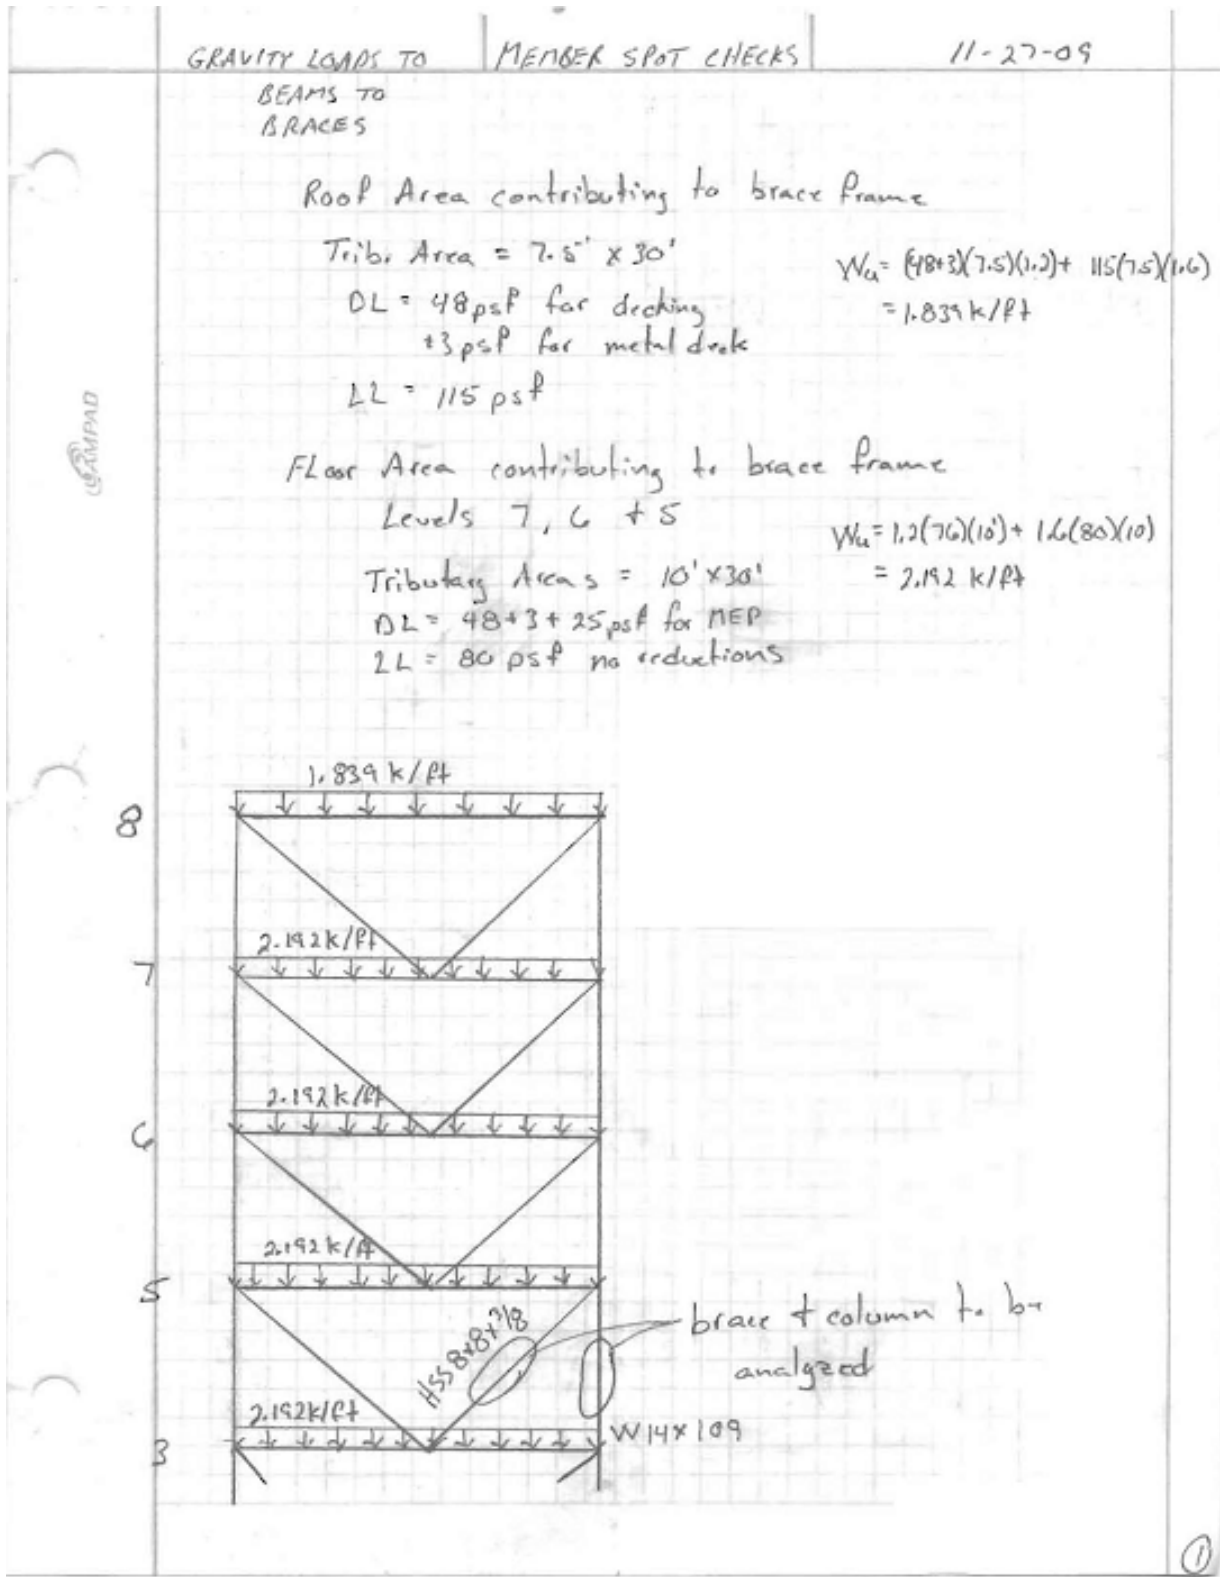 GRAVITY LOADS TO BEAMS TO BRACES
MEMBER SPOT CHECKS
11-27-09
Roof Area contributing to brace frame
Trib. Area = 7.5' x 30'
DL = 48 psf for decking
+3 psf for metal deck
LL = 115 psf
Wu = (48+3)(7.5)(1.2) + 115(7.5)(1.6)
= 1.839 k/ft
AMPAD
Floor Area contributing to brace frame
Levels 7, 6 + 5
Tributary Areas = 10' x 30'
DL = 48+3+25 psf for MEP
LL = 80 psf no reductions
Wu = 1.2(76)(10') + 1.6(80)(10)
= 2.192 k/ft
1.839 k/ft
8
2.192 k/ft
7
2.192 k/ft
6
2.192 k/ft
5
HSS 8x8x3/8
brace + column to be
analyzed
2.192 k/ft
W14x109
3
1